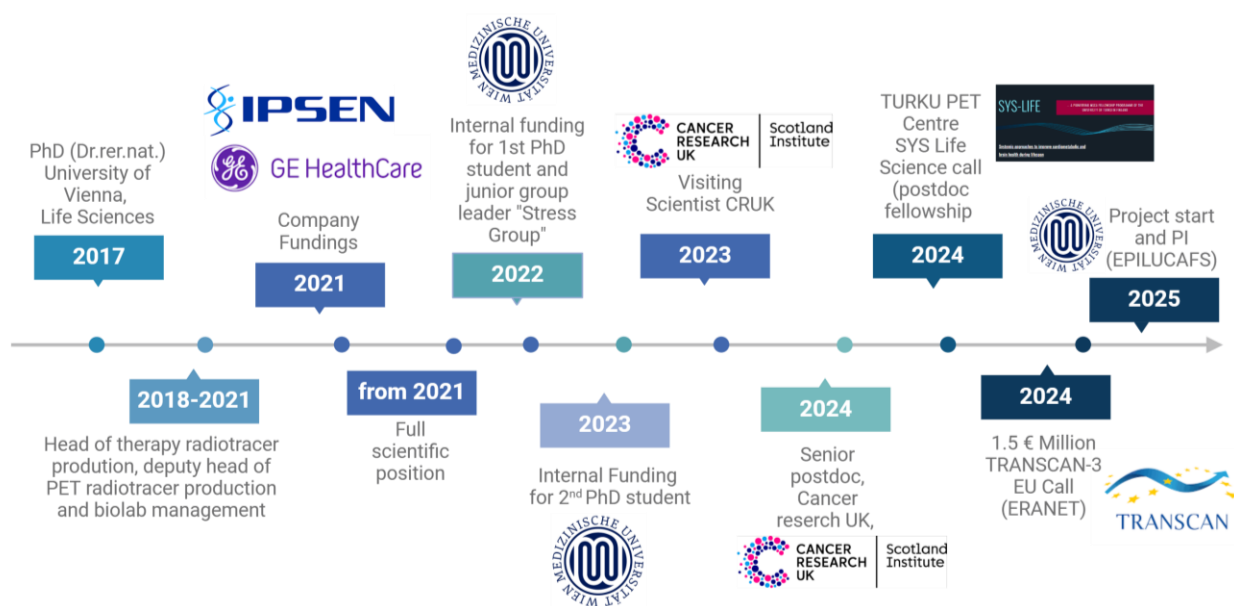 PhD (Dr.rer.nat.)
University of
Vienna,
Life Sciences
2017
IPSEN
GE HealthCare
Company
Fundings
2021
MEDIZINISCHE UNIVERSITÄT WIEN
Internal funding
for 1st PhD
student and
junior group
leader "Stress
Group"
2022
CANCER
RESEARCH
UK
Scotland
Institute
Visiting
Scientist CRUK
2023
TURKU PET
Centre
SYS Life
Science call
(postdoc
fellowship
2024
SYS-LIFE
MEDIZINISCHE UNIVERSITÄT WIEN
Project start
and PI
(EPILUCAFS)
2025
2018-2021
Head of therapy radiotracer
prodution, deputy head of
PET radiotracer production
and biolab management
from 2021
Full
scientific
position
2023
Internal Funding
for 2nd PhD student
MEDIZINISCHE UNIVERSITÄT WIEN
2024
Senior
postdoc,
Cancer
reserch UK,
CANCER
RESEARCH
UK
Scotland
Institute
2024
1.5 € Million
TRANSCAN-3
EU Call
(ERANET)
TRANSCAN